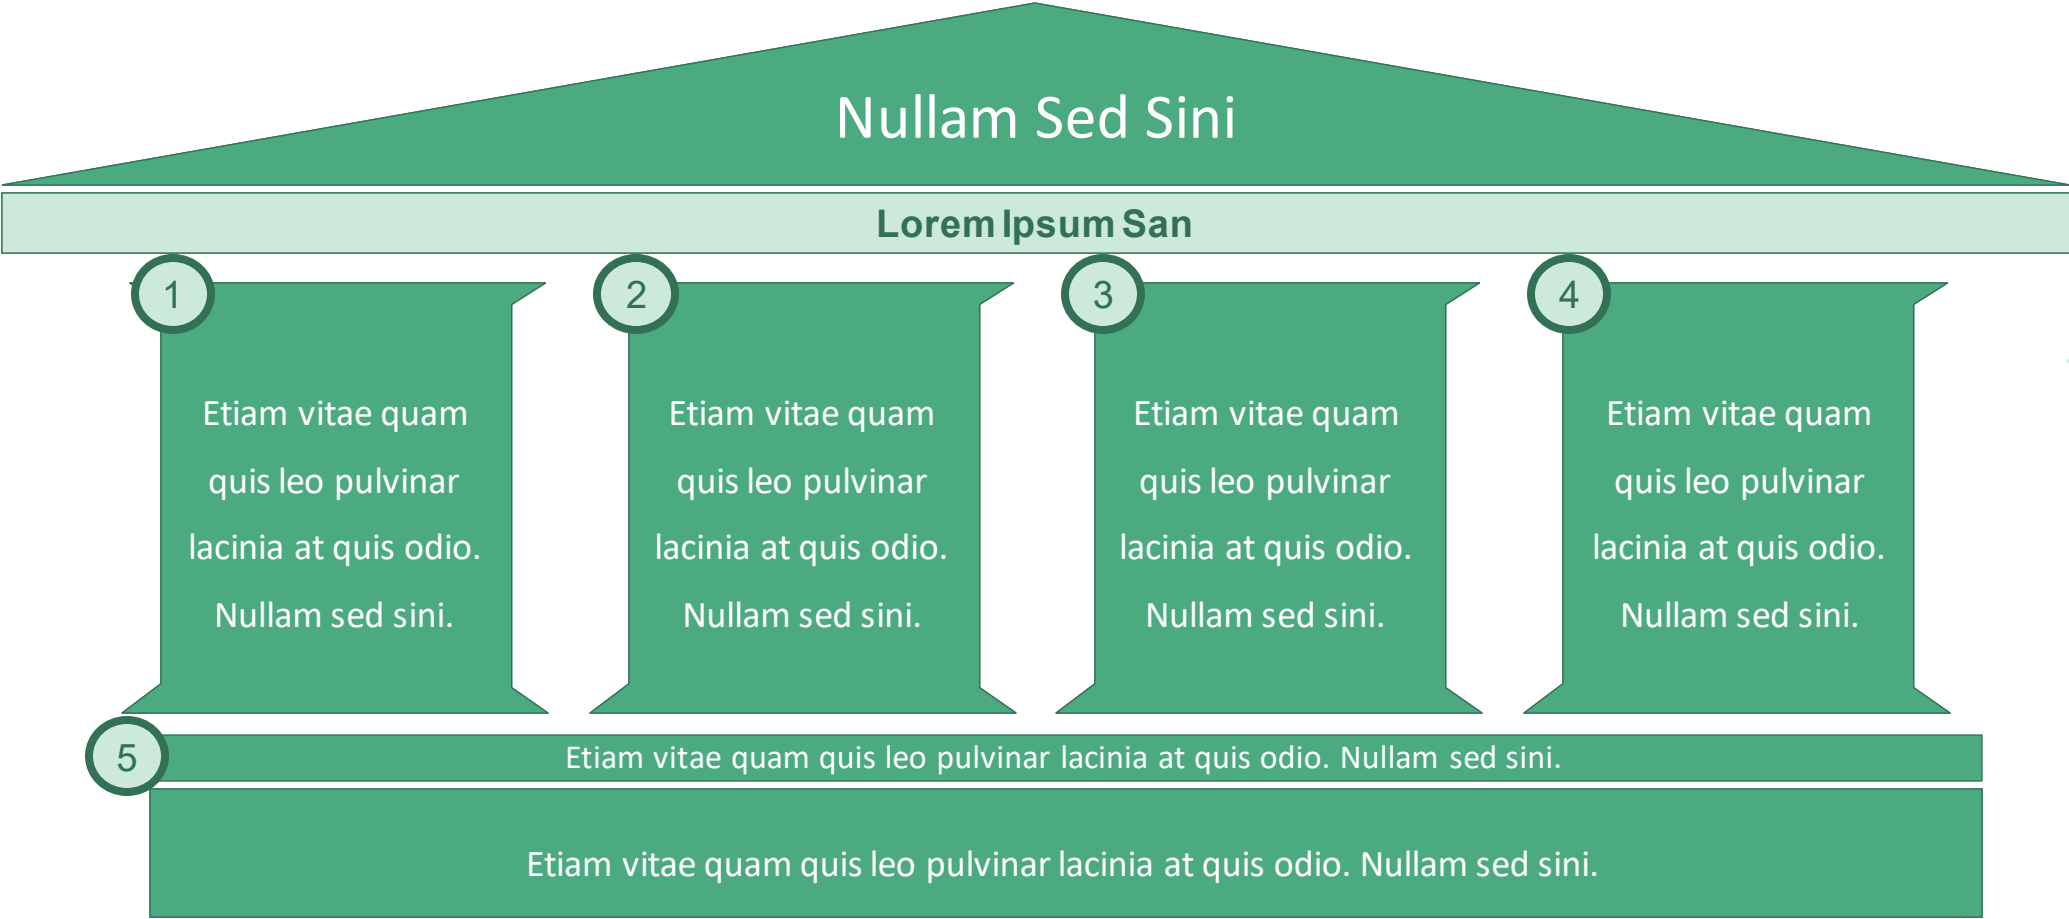 Nullam Sed Sini
Lorem Ipsum San
1
Etiam vitae quam
quis leo pulvinar
lacinia at quis odio.
Nullam sed sini.
2
Etiam vitae quam
quis leo pulvinar
lacinia at quis odio.
Nullam sed sini.
3
Etiam vitae quam
quis leo pulvinar
lacinia at quis odio.
Nullam sed sini.
4
Etiam vitae quam
quis leo pulvinar
lacinia at quis odio.
Nullam sed sini.
5
Etiam vitae quam quis leo pulvinar lacinia at quis odio. Nullam sed sini.
Etiam vitae quam quis leo pulvinar lacinia at quis odio. Nullam sed sini.